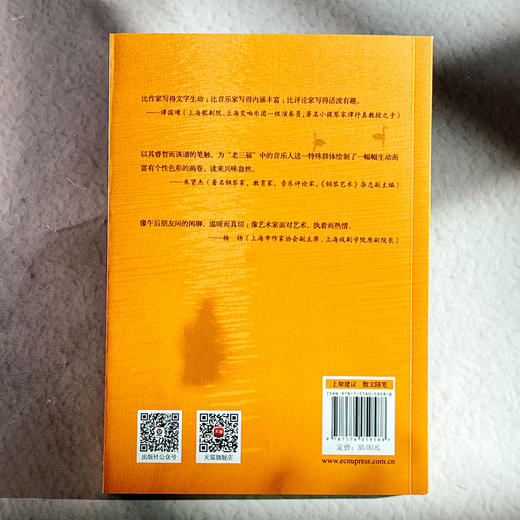 比作家写得文字生动；比音乐家写得内涵丰富；比评论家写得活泼有趣。
——谭国璋（上海歌剧院、上海交响乐团一级演奏员，著名小提琴家谭抒真教授之子）
以其睿智而诙谐的笔触，为“老三届”中的音乐人这一特殊群体绘制了一幅幅生动而
富有个性色彩的画卷，读来兴味盎然。
——朱贤杰（著名钢琴家，教育家，音乐评论家，《钢琴艺术》杂志副主编）
像午后朋友间的闲聊，温暖而真切；像艺术家面对艺术，执着而热情。
——杨 扬（上海市作家协会副主席，上海戏剧学院原副院长）
上架建议 散文随笔
ISBN 978-7-5760-5958-8
9 787576 059588>
定价：35.00元
www.ecnupress.com.cn
出版社公众号
天猫旗舰店